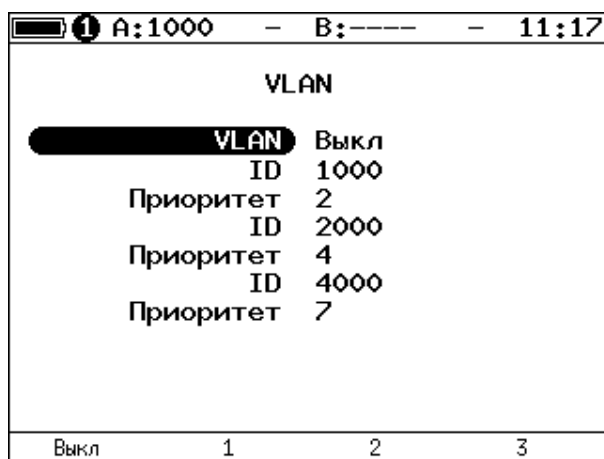 1 A:1000 – B:---- – 11:17
VLAN
VLAN Выкл
ID 1000
Приоритет 2
ID 2000
Приоритет 4
ID 4000
Приоритет 7
Выкл 1 2 3